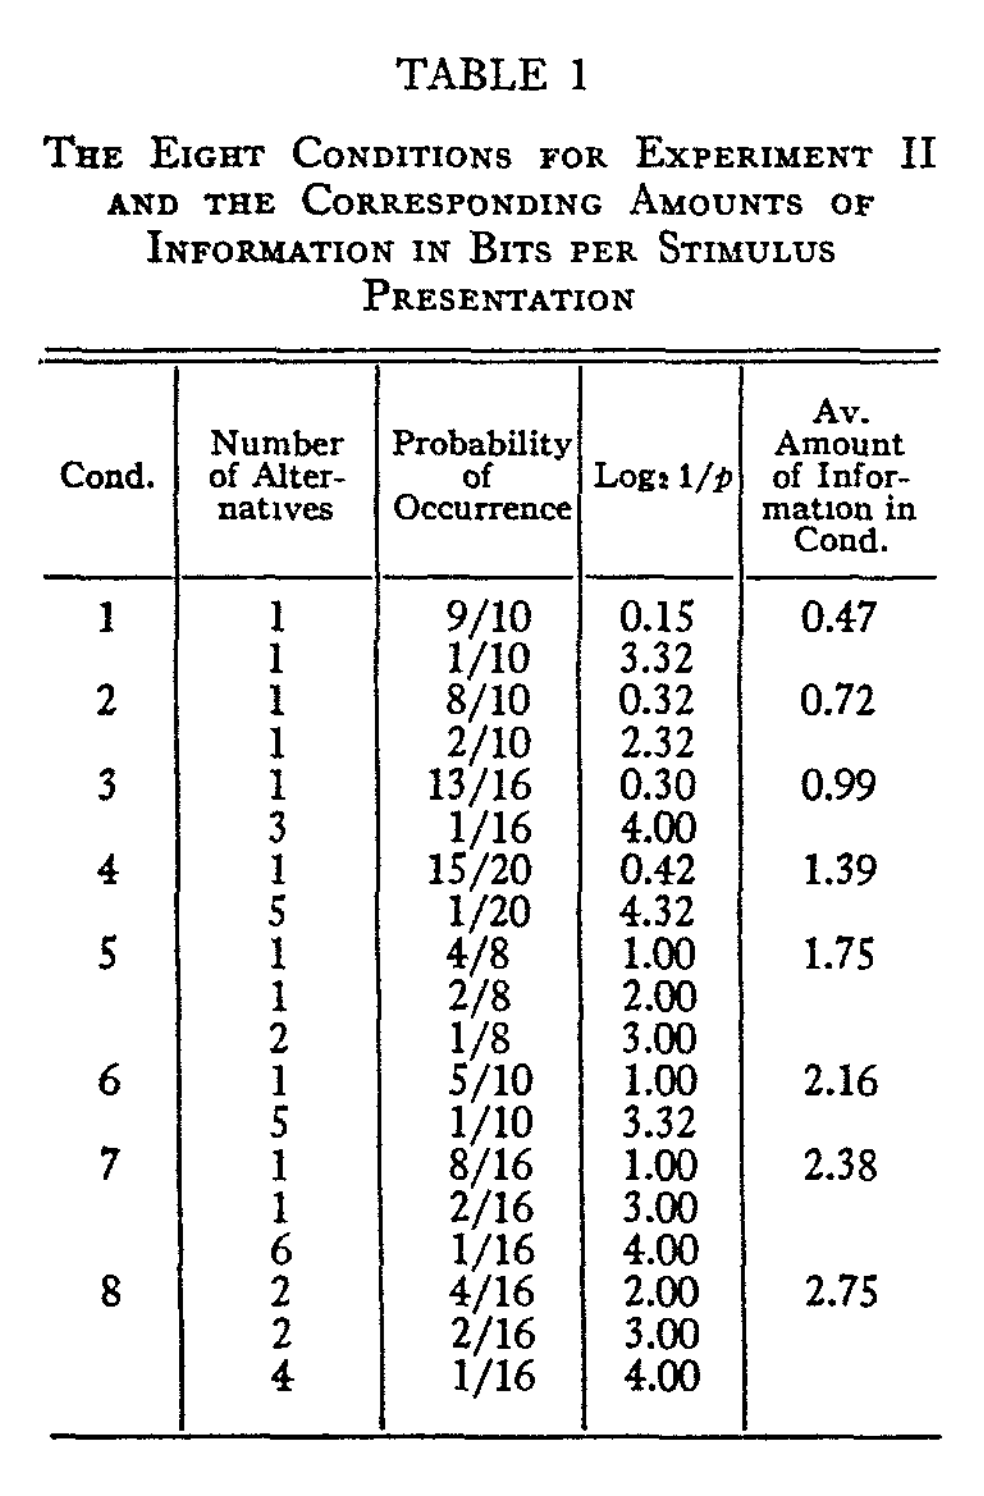 TABLE 1
THE EIGHT CONDITIONS FOR EXPERIMENT II
AND THE CORRESPONDING AMOUNTS OF
INFORMATION IN BITS PER STIMULUS
PRESENTATION
Cond. | Number of Alter-natives | Probability of Occurrence | Log₂ 1/p | Av. Amount of Infor-mation in Cond.
1 1 9/10 0.15 0.47
1 1/10 3.32
2 1 8/10 0.32 0.72
1 2/10 2.32
3 1 13/16 0.30 0.99
3 1/16 4.00
4 1 15/20 0.42 1.39
5 1/20 4.32
5 1 4/8 1.00 1.75
1 2/8 2.00
2 1/8 3.00
6 1 5/10 1.00 2.16
5 1/10 3.32
7 1 8/16 1.00 2.38
1 2/16 3.00
6 1/16 4.00
8 2 4/16 2.00 2.75
2 2/16 3.00
4 1/16 4.00